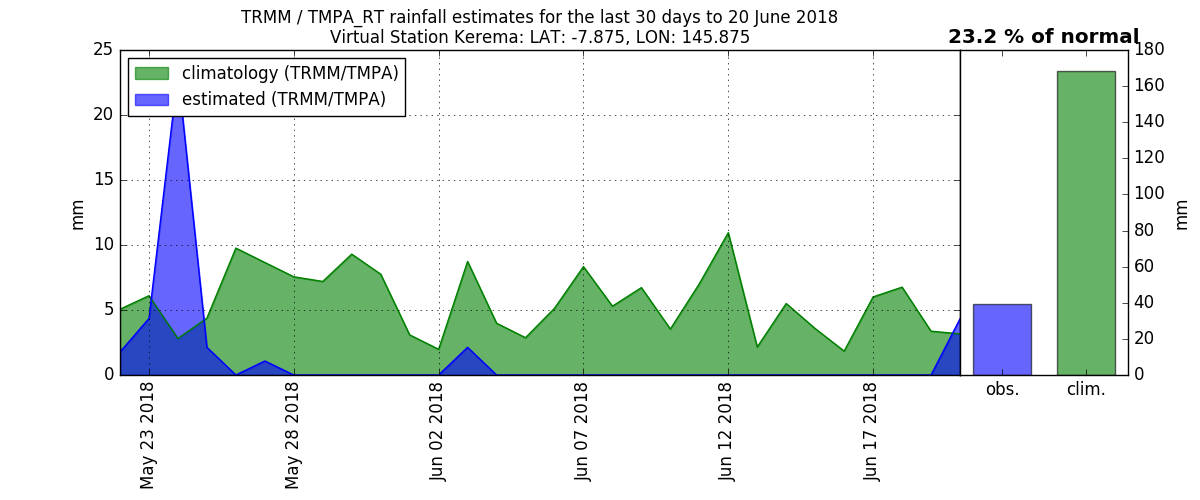 TRMM / TMPA_RT rainfall estimates for the last 30 days to 20 June 2018
Virtual Station Kerema: LAT: -7.875, LON: 145.875
23.2 % of normal
climatology (TRMM/TMPA)
estimated (TRMM/TMPA)
25
20
15
10
5
0
mm
May 23 2018
May 28 2018
Jun 02 2018
Jun 07 2018
Jun 12 2018
Jun 17 2018
obs.
clim.
180
160
140
120
100
80
60
40
20
0
mm